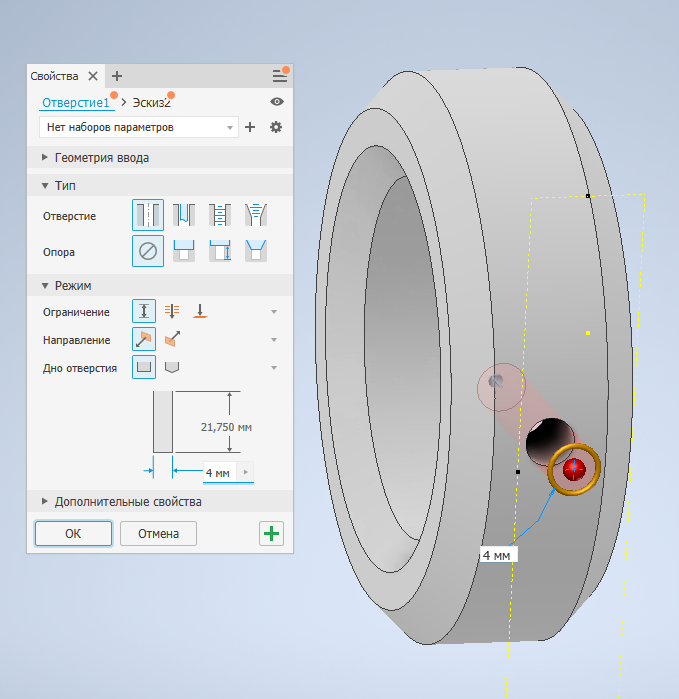 Свойства
Отверстие1 > Эскиз2
Нет наборов параметров
Геометрия ввода
Тип
Отверстие
Опора
Режим
Ограничение
Направление
Дно отверстия
21,750 мм
4 мм
Дополнительные свойства
ОК Отмена
4 мм